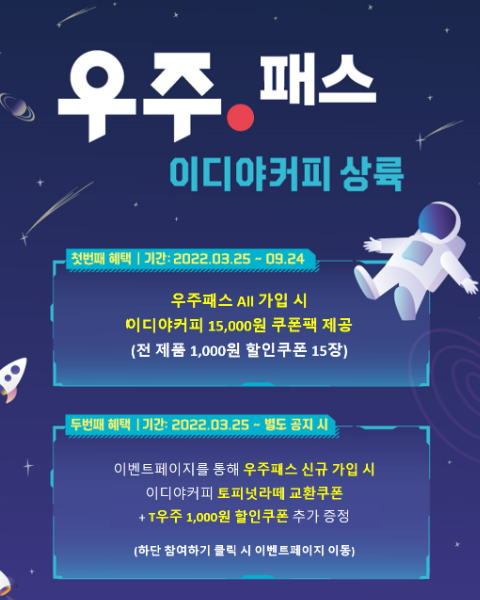 우주.패스
이디야커피 상륙
첫번째 혜택 | 기간: 2022.03.25 ~ 09.24
우주패스 All 가입 시
이디야커피 15,000원 쿠폰팩 제공
(전 제품 1,000원 할인쿠폰 15장)
두번째 혜택 | 기간: 2022.03.25 ~ 별도 공지 시
이벤트페이지를 통해 우주패스 신규 가입 시
이디야커피 토피넛라떼 교환쿠폰
+ T우주 1,000원 할인쿠폰 추가 증정
(하단 참여하기 클릭 시 이벤트페이지 이동)